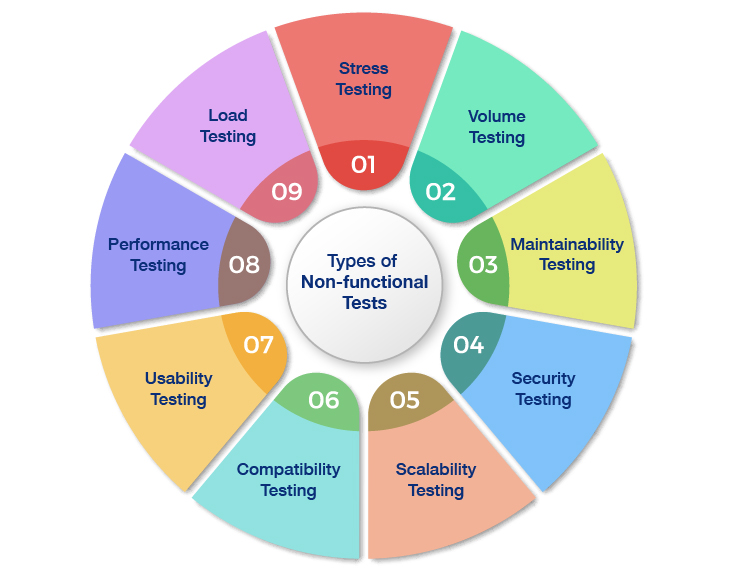 Types of
Non-functional
Tests
Stress
Testing
01
Volume
Testing
02
Maintainability
Testing
03
Security
Testing
04
Scalability
Testing
05
Compatibility
Testing
06
Usability
Testing
07
Performance
Testing
08
Load
Testing
09